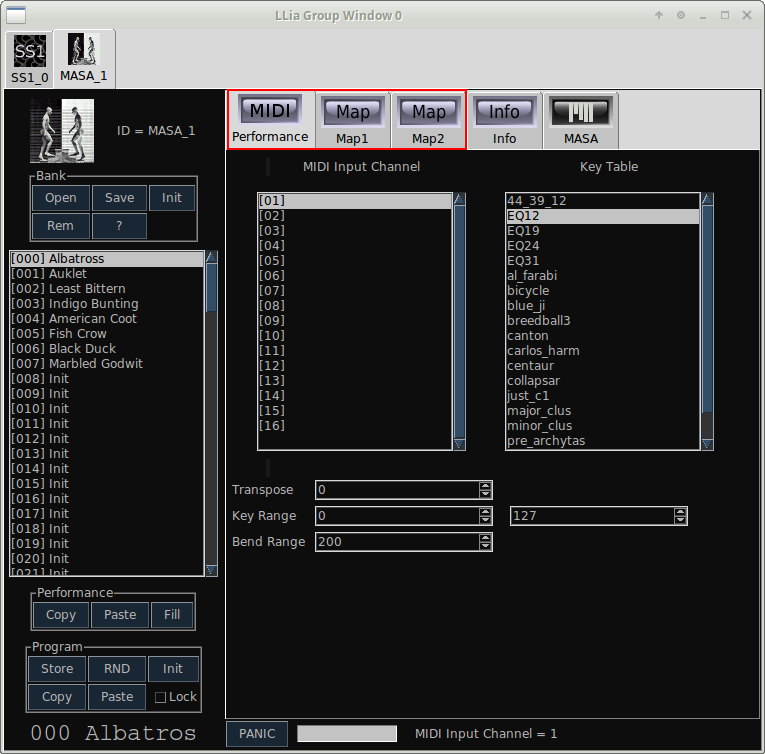 LLia Group Window 0
SS1
SS1_0
MASA_1
ID = MASA_1
Bank
Open Save Init
Rem ?
[000] Albatross
[001] Auklet
[002] Least Bittern
[003] Indigo Bunting
[004] American Coot
[005] Fish Crow
[006] Black Duck
[007] Marbled Godwit
[008] Init
[009] Init
[010] Init
[011] Init
[012] Init
[013] Init
[014] Init
[015] Init
[016] Init
[017] Init
[018] Init
[019] Init
[020] Init
[021] Init
Performance
Copy Paste Fill
Program
Store RND Init
Copy Paste Lock
000 Albatros
MIDI Map Map Info
Performance Map1 Map2 Info MASA
MIDI Input Channel
[01]
[02]
[03]
[04]
[05]
[06]
[07]
[08]
[09]
[10]
[11]
[12]
[13]
[14]
[15]
[16]
Key Table
44_39_12
EQ12
EQ19
EQ24
EQ31
al_farabi
bicycle
blue_ji
breedball3
canton
carlos_harm
centaur
collapsar
just_c1
major_clus
minor_clus
pre_archytas
Transpose 0
Key Range 0 127
Bend Range 200
PANIC MIDI Input Channel = 1